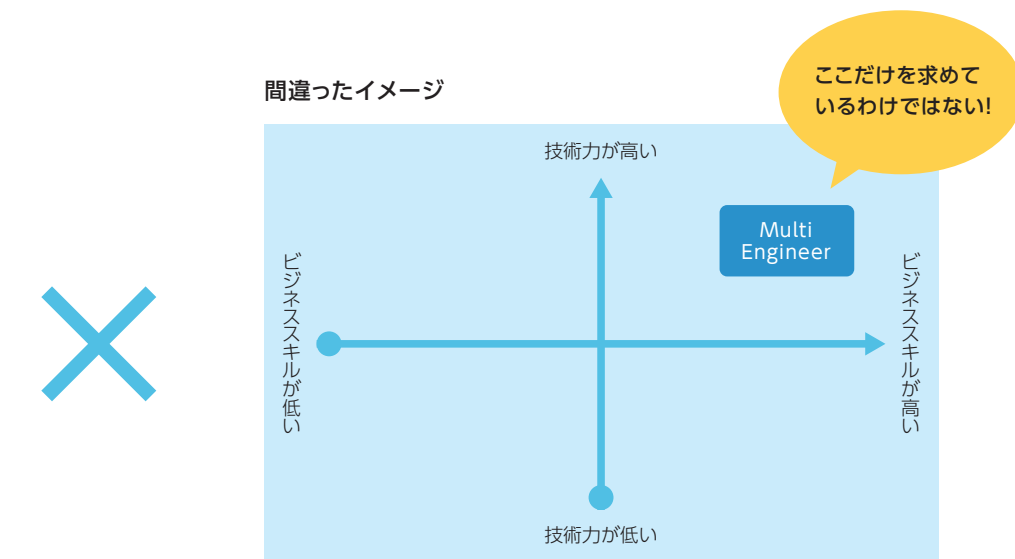 間違ったイメージ
ここだけを求めて
いるわけではない!
技術力が高い
Multi
Engineer
ビジネススキルが低い
ビジネススキルが高い
技術力が低い